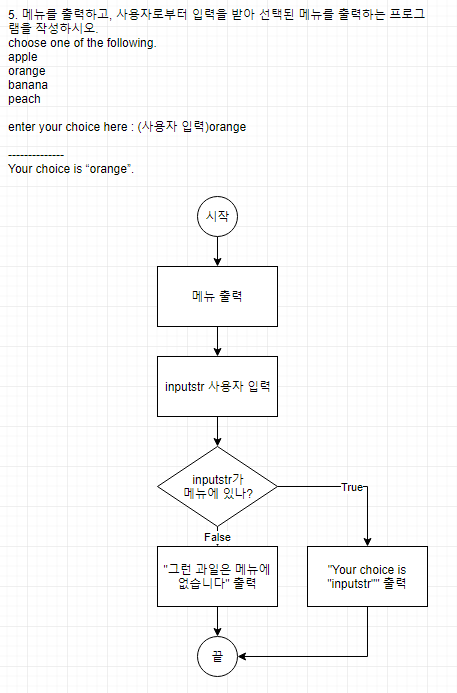 5. 메뉴를 출력하고, 사용자로부터 입력을 받아 선택된 메뉴를 출력하는 프로그
램을 작성하시오.
choose one of the following.
apple
orange
banana
peach
enter your choice here : (사용자 입력)orange
--------------
Your choice is “orange”.
시작
메뉴 출력
inputstr 사용자 입력
inputstr가
메뉴에 있나?
True
False
"그런 과일은 메뉴에
없습니다" 출력
"Your choice is
"inputstr"" 출력
끝